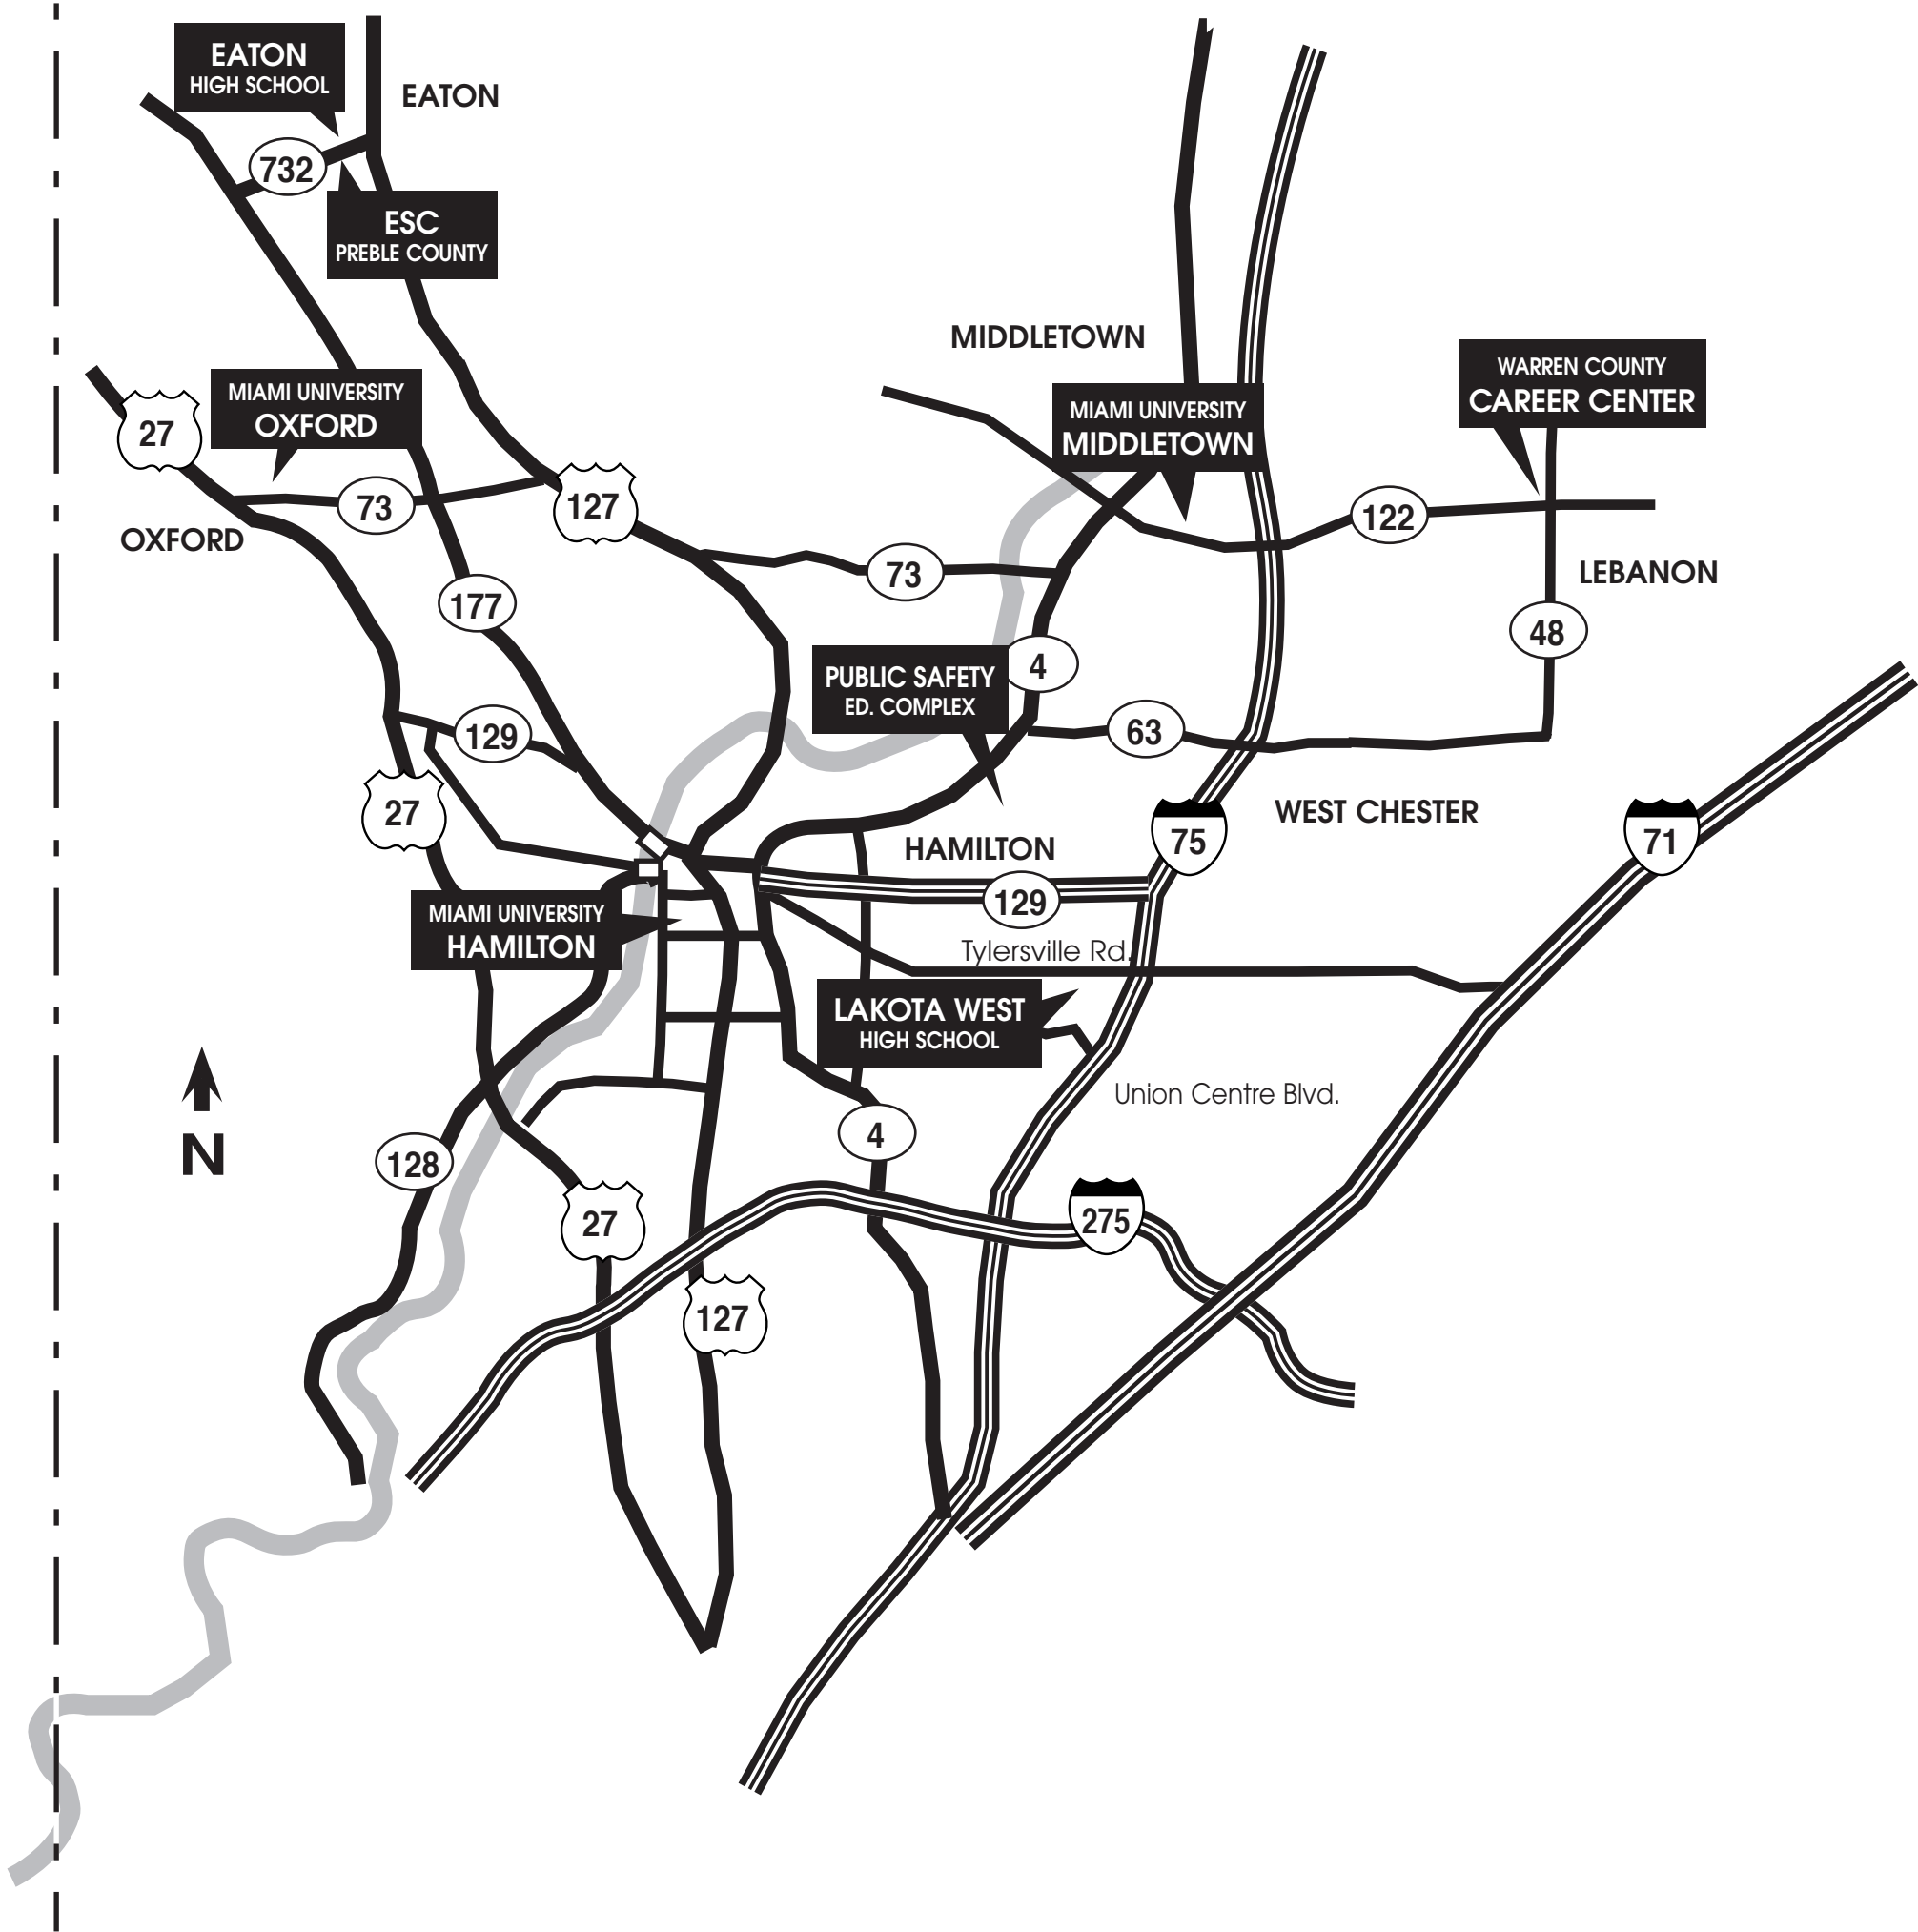 EATON
HIGH SCHOOL
EATON
732
ESC
PREBLE COUNTY
MIDDLETOWN
WARREN COUNTY
CAREER CENTER
MIAMI UNIVERSITY
OXFORD
MIAMI UNIVERSITY
MIDDLETOWN
27
73
127
122
OXFORD
73
LEBANON
177
48
4
PUBLIC SAFETY
ED. COMPLEX
129
63
27
WEST CHESTER
75
71
HAMILTON
129
MIAMI UNIVERSITY
HAMILTON
Tylersville Rd.
LAKOTA WEST
HIGH SCHOOL
Union Centre Blvd.
N
4
128
27
275
127